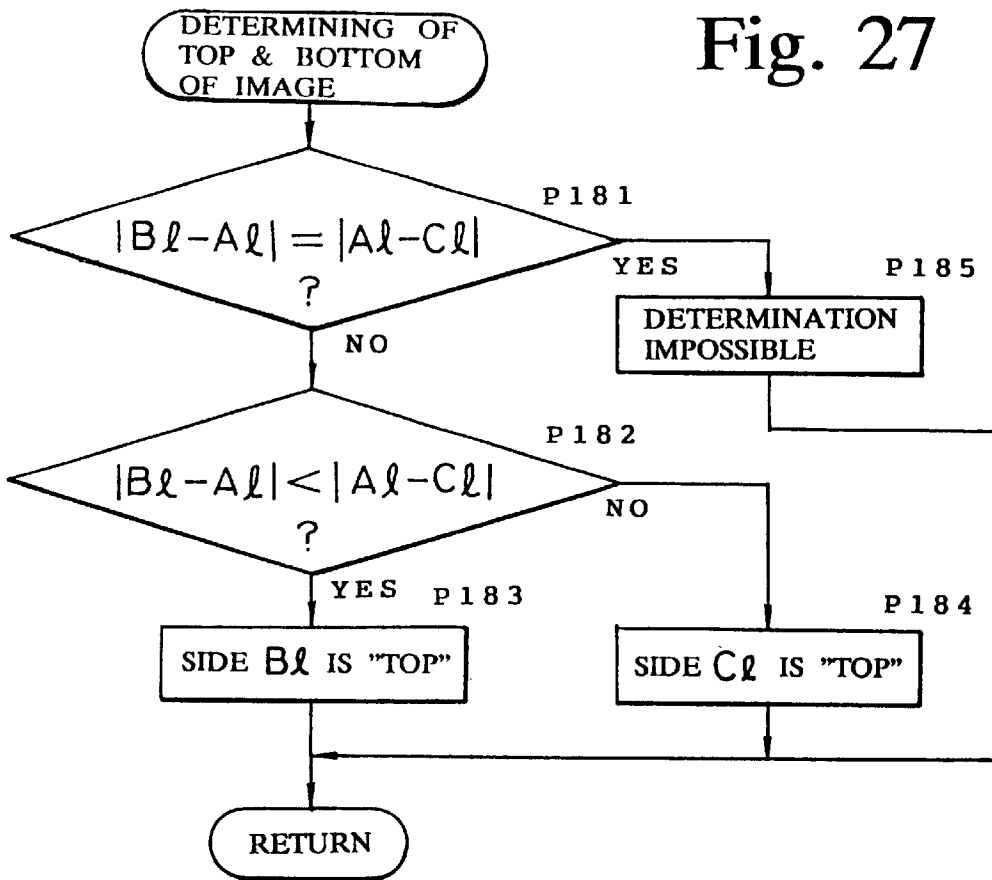 Fig. 27
DETERMINING OF
TOP & BOTTOM
OF IMAGE
P181
|Bℓ-Aℓ| = |Aℓ-Cℓ|
?
YES
NO
P185
DETERMINATION
IMPOSSIBLE
P182
|Bℓ-Aℓ| < |Aℓ-Cℓ|
?
NO
YES
P183
SIDE Bℓ IS "TOP"
P184
SIDE Cℓ IS "TOP"
RETURN